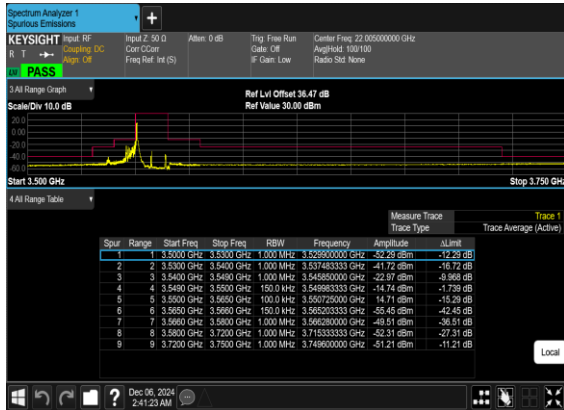 Spectrum Analyzer 1
Spurious Emissions
+
KEYSIGHT Input: RF Input Z: 50 Ω Atten: 0 dB Trig: Free Run Center Freq: 22.005000000 GHz
R T Coupling: DC Corr CCorr Gate: Off Avg|Hold: 100/100
Align: Off Freq Ref: Int (S) IF Gain: Low Radio Std: None
LW PASS
3 All Range Graph
Ref Lvl Offset 36.47 dB
Scale/Div 10.0 dB Ref Value 30.00 dBm
20.0
0.00
-20.0
-40.0
-60.0
Start 3.500 GHz Stop 3.750 GHz
4 All Range Table
Measure Trace Trace 1
Trace Type Trace Average (Active)
Spur Range Start Freq Stop Freq RBW Frequency Amplitude ΔLimit
1 1 3.5000 GHz 3.5300 GHz 1.000 MHz 3.529900000 GHz -52.29 dBm -12.29 dB
2 2 3.5300 GHz 3.5400 GHz 1.000 MHz 3.537483333 GHz -41.72 dBm -16.72 dB
3 3 3.5400 GHz 3.5490 GHz 1.000 MHz 3.545850000 GHz -22.97 dBm -9.968 dB
4 4 3.5490 GHz 3.5500 GHz 150.0 kHz 3.549983333 GHz -14.74 dBm -1.739 dB
5 5 3.5500 GHz 3.5650 GHz 100.0 kHz 3.550725000 GHz 14.71 dBm -15.29 dB
6 6 3.5650 GHz 3.5660 GHz 150.0 kHz 3.565203333 GHz -55.45 dBm -42.45 dB
7 7 3.5660 GHz 3.5800 GHz 1.000 MHz 3.566280000 GHz -49.51 dBm -36.51 dB
8 8 3.5800 GHz 3.7200 GHz 1.000 MHz 3.715333333 GHz -52.31 dBm -27.31 dB
9 9 3.7200 GHz 3.7500 GHz 1.000 MHz 3.749600000 GHz -51.21 dBm -11.21 dB
Local
? Dec 06, 2024
2:41:23 AM